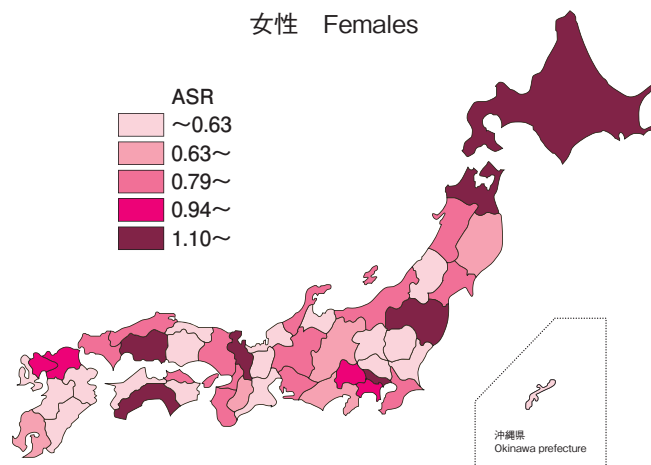 女性 Females
ASR
～0.63
0.63～
0.79～
0.94～
1.10～
沖縄県
Okinawa prefecture